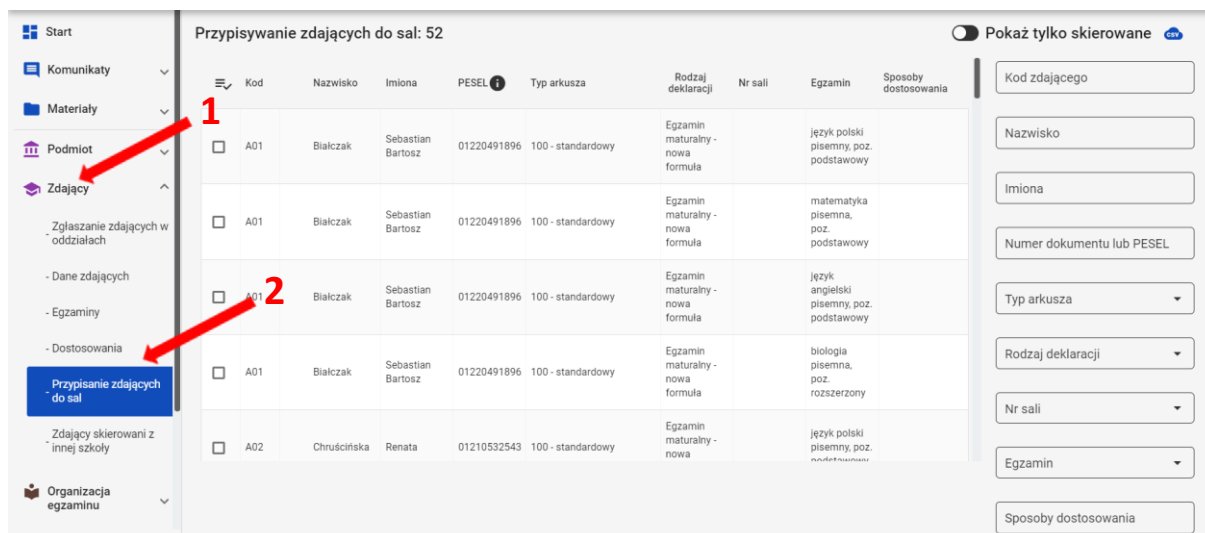 Start
Komunikaty
Materiały
Podmiot
Zdający
- Zgłaszanie zdających w
oddziałach
- Dane zdających
- Egzaminy
- Dostosowania
- Przypisanie zdających
do sal
- Zdający skierowani z
innej szkoły
Organizacja
egzaminu
1
2
Przypisywanie zdających do sal: 52
Pokaż tylko skierowane
CSV
Kod Nazwisko Imiona PESEL i Typ arkusza Rodzaj deklaracji Nr sali Egzamin Sposoby dostosowania
A01 Białczak Sebastian Bartosz 01220491896 100 - standardowy Egzamin maturalny - nowa formuła język polski pisemny, poz. podstawowy
A01 Białczak Sebastian Bartosz 01220491896 100 - standardowy Egzamin maturalny - nowa formuła matematyka pisemna, poz. podstawowy
A01 Białczak Sebastian Bartosz 01220491896 100 - standardowy Egzamin maturalny - nowa formuła język angielski pisemny, poz. podstawowy
A01 Białczak Sebastian Bartosz 01220491896 100 - standardowy Egzamin maturalny - nowa formuła biologia pisemna, poz. rozszerzony
A02 Chruścińska Renata 01210532543 100 - standardowy Egzamin maturalny - nowa język polski pisemny, poz. podstawowy
Kod zdającego
Nazwisko
Imiona
Numer dokumentu lub PESEL
Typ arkusza
Rodzaj deklaracji
Nr sali
Egzamin
Sposoby dostosowania